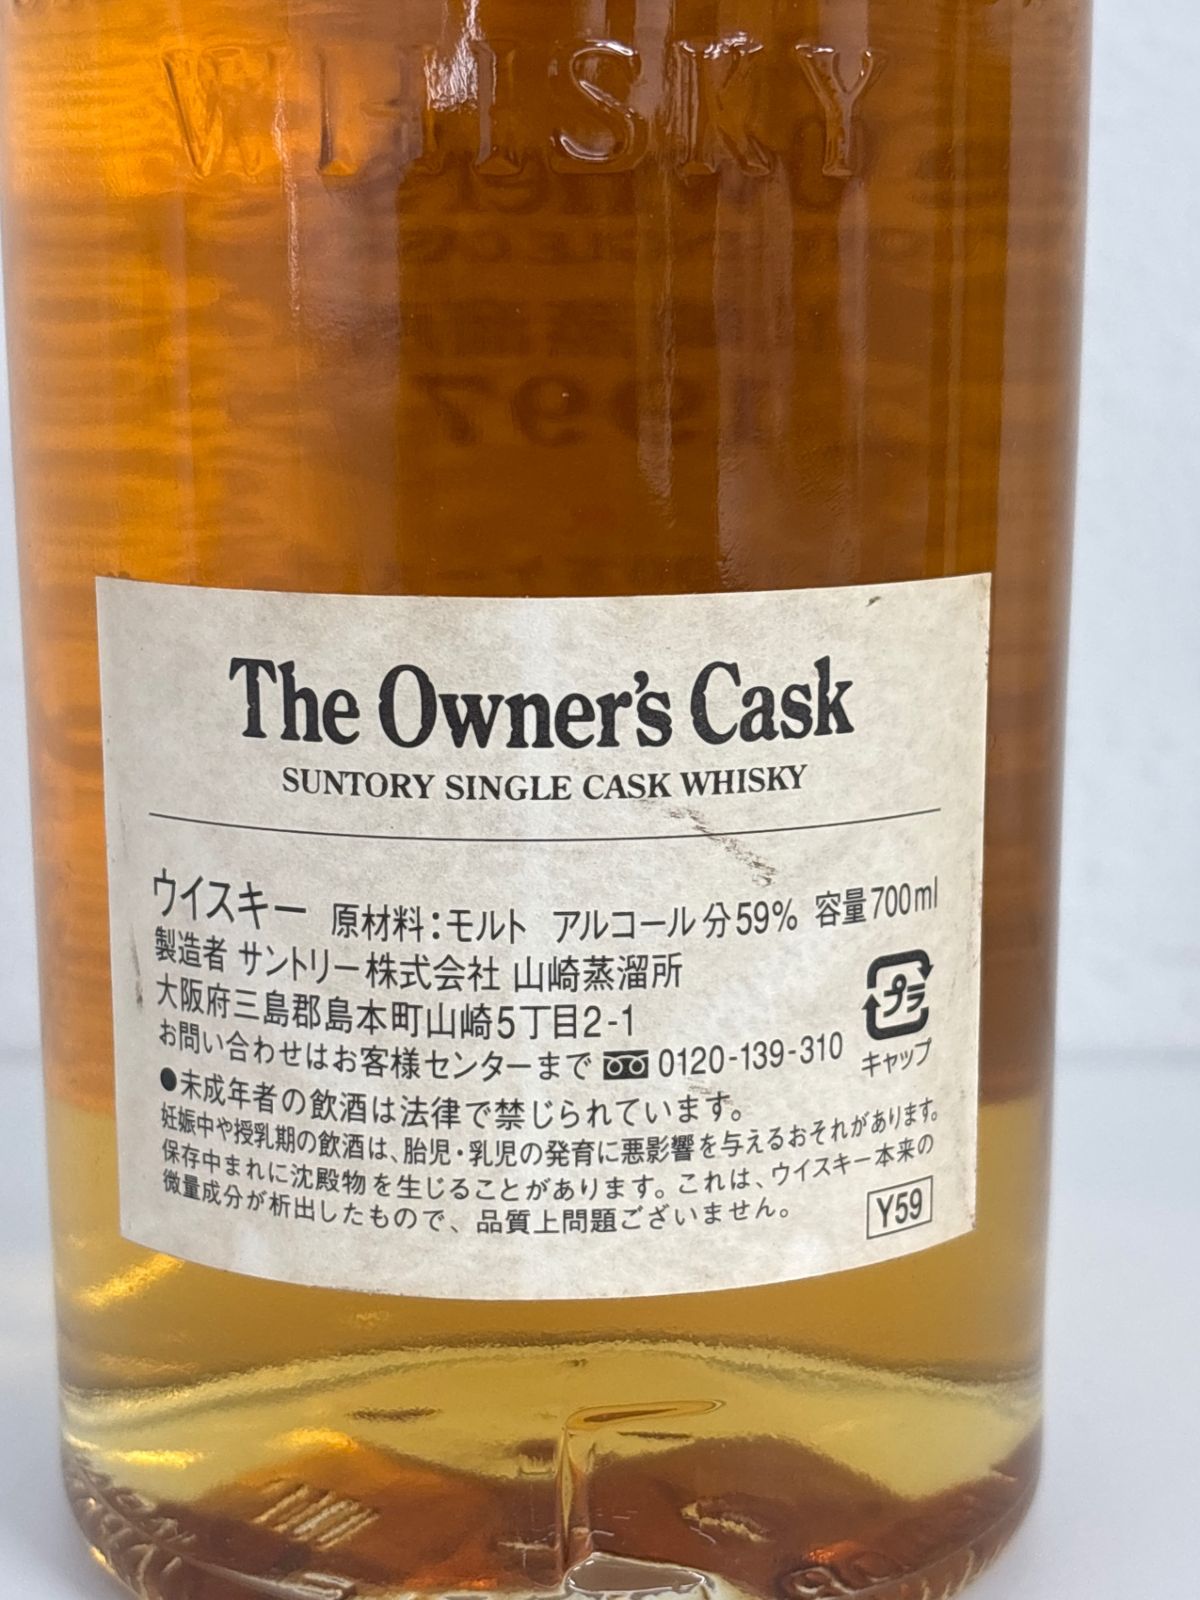 WHISKY
1997
The Owner's Cask
SUNTORY SINGLE CASK WHISKY
ウイスキー 原材料：モルト アルコール分59% 容量700ml
製造者 サントリー株式会社 山崎蒸溜所
大阪府三島郡島本町山崎5丁目2-1
お問い合わせはお客様センターまで 0120-139-310
プラ
キャップ
●未成年者の飲酒は法律で禁じられています。
妊娠中や授乳期の飲酒は、胎児・乳児の発育に悪影響を与えるおそれがあります。
保存中まれに沈殿物を生じることがあります。これは、ウイスキー本来の
微量成分が析出したもので、品質上問題ございません。
Y59